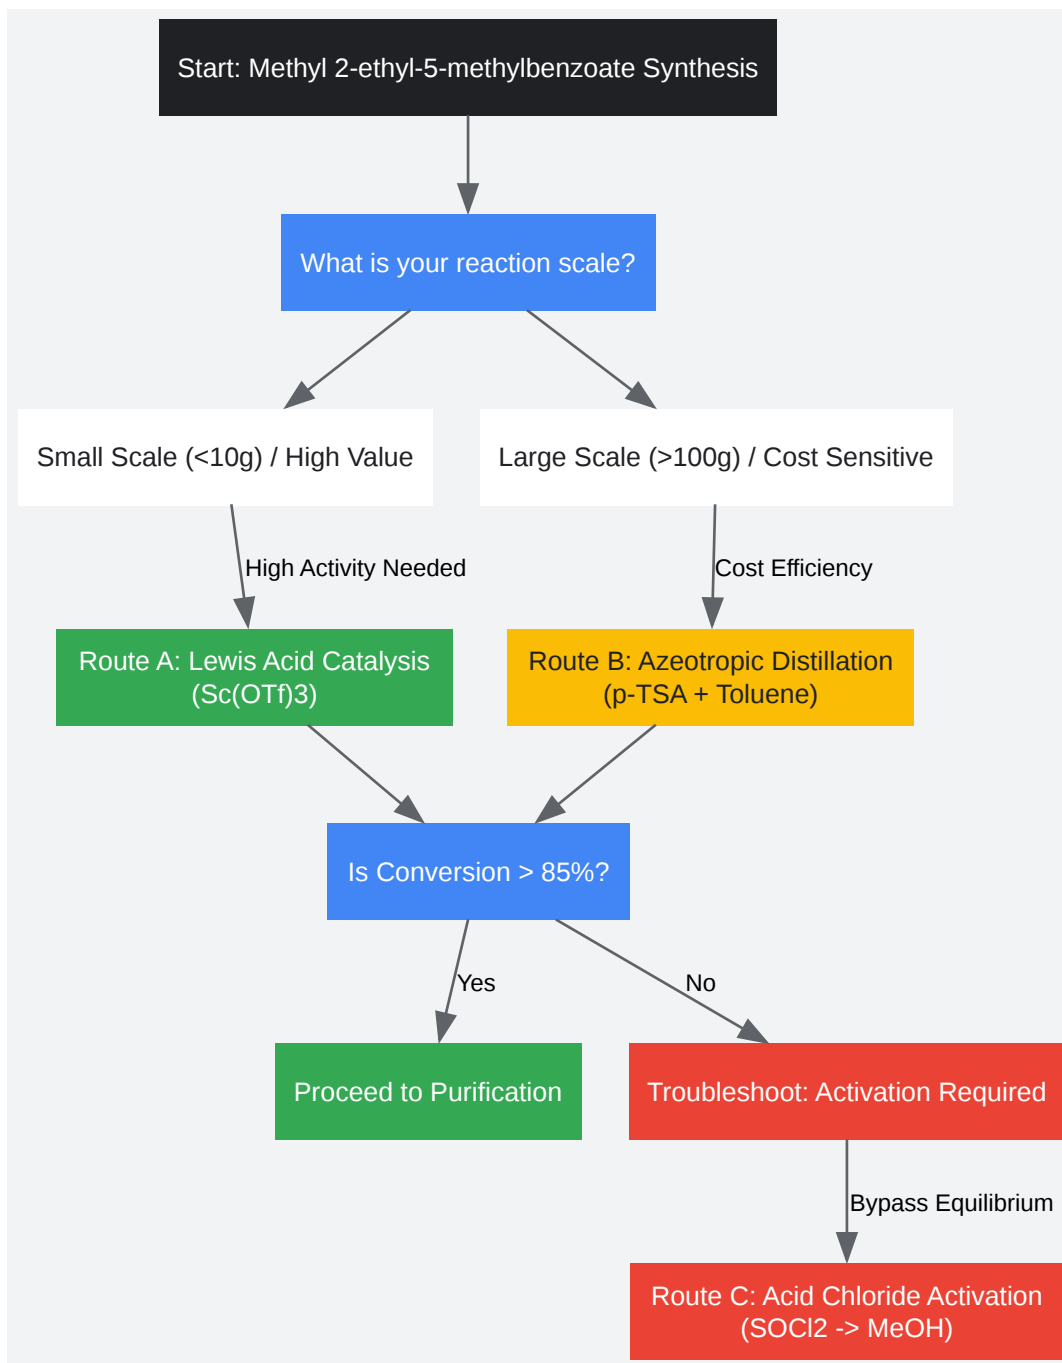 Start: Methyl 2-ethyl-5-methylbenzoate Synthesis
What is your reaction scale?
Small Scale (<10g) / High Value
Large Scale (>100g) / Cost Sensitive
High Activity Needed
Cost Efficiency
Route A: Lewis Acid Catalysis
(Sc(OTf)3)
Route B: Azeotropic Distillation
(p-TSA + Toluene)
Is Conversion > 85%?
Yes
No
Proceed to Purification
Troubleshoot: Activation Required
Bypass Equilibrium
Route C: Acid Chloride Activation
(SOCl2 -> MeOH)